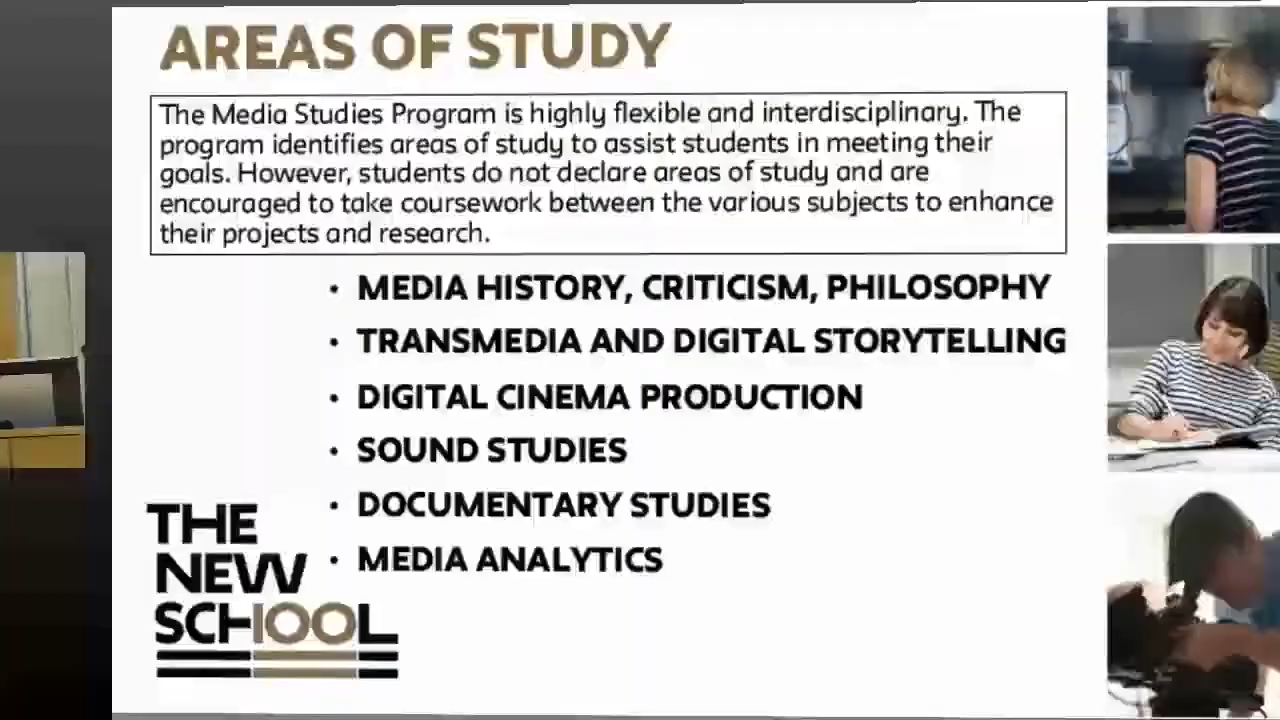 AREAS OF STUDY
The Media Studies Program is highly flexible and interdisciplinary. The
program identifies areas of study to assist students in meeting their
goals. However, students do not declare areas of study and are
encouraged to take coursework between the various subjects to enhance
their projects and research.
• MEDIA HISTORY, CRITICISM, PHILOSOPHY
• TRANSMEDIA AND DIGITAL STORYTELLING
• DIGITAL CINEMA PRODUCTION
• SOUND STUDIES
• DOCUMENTARY STUDIES
• MEDIA ANALYTICS
THE
NEW
SCHOOL